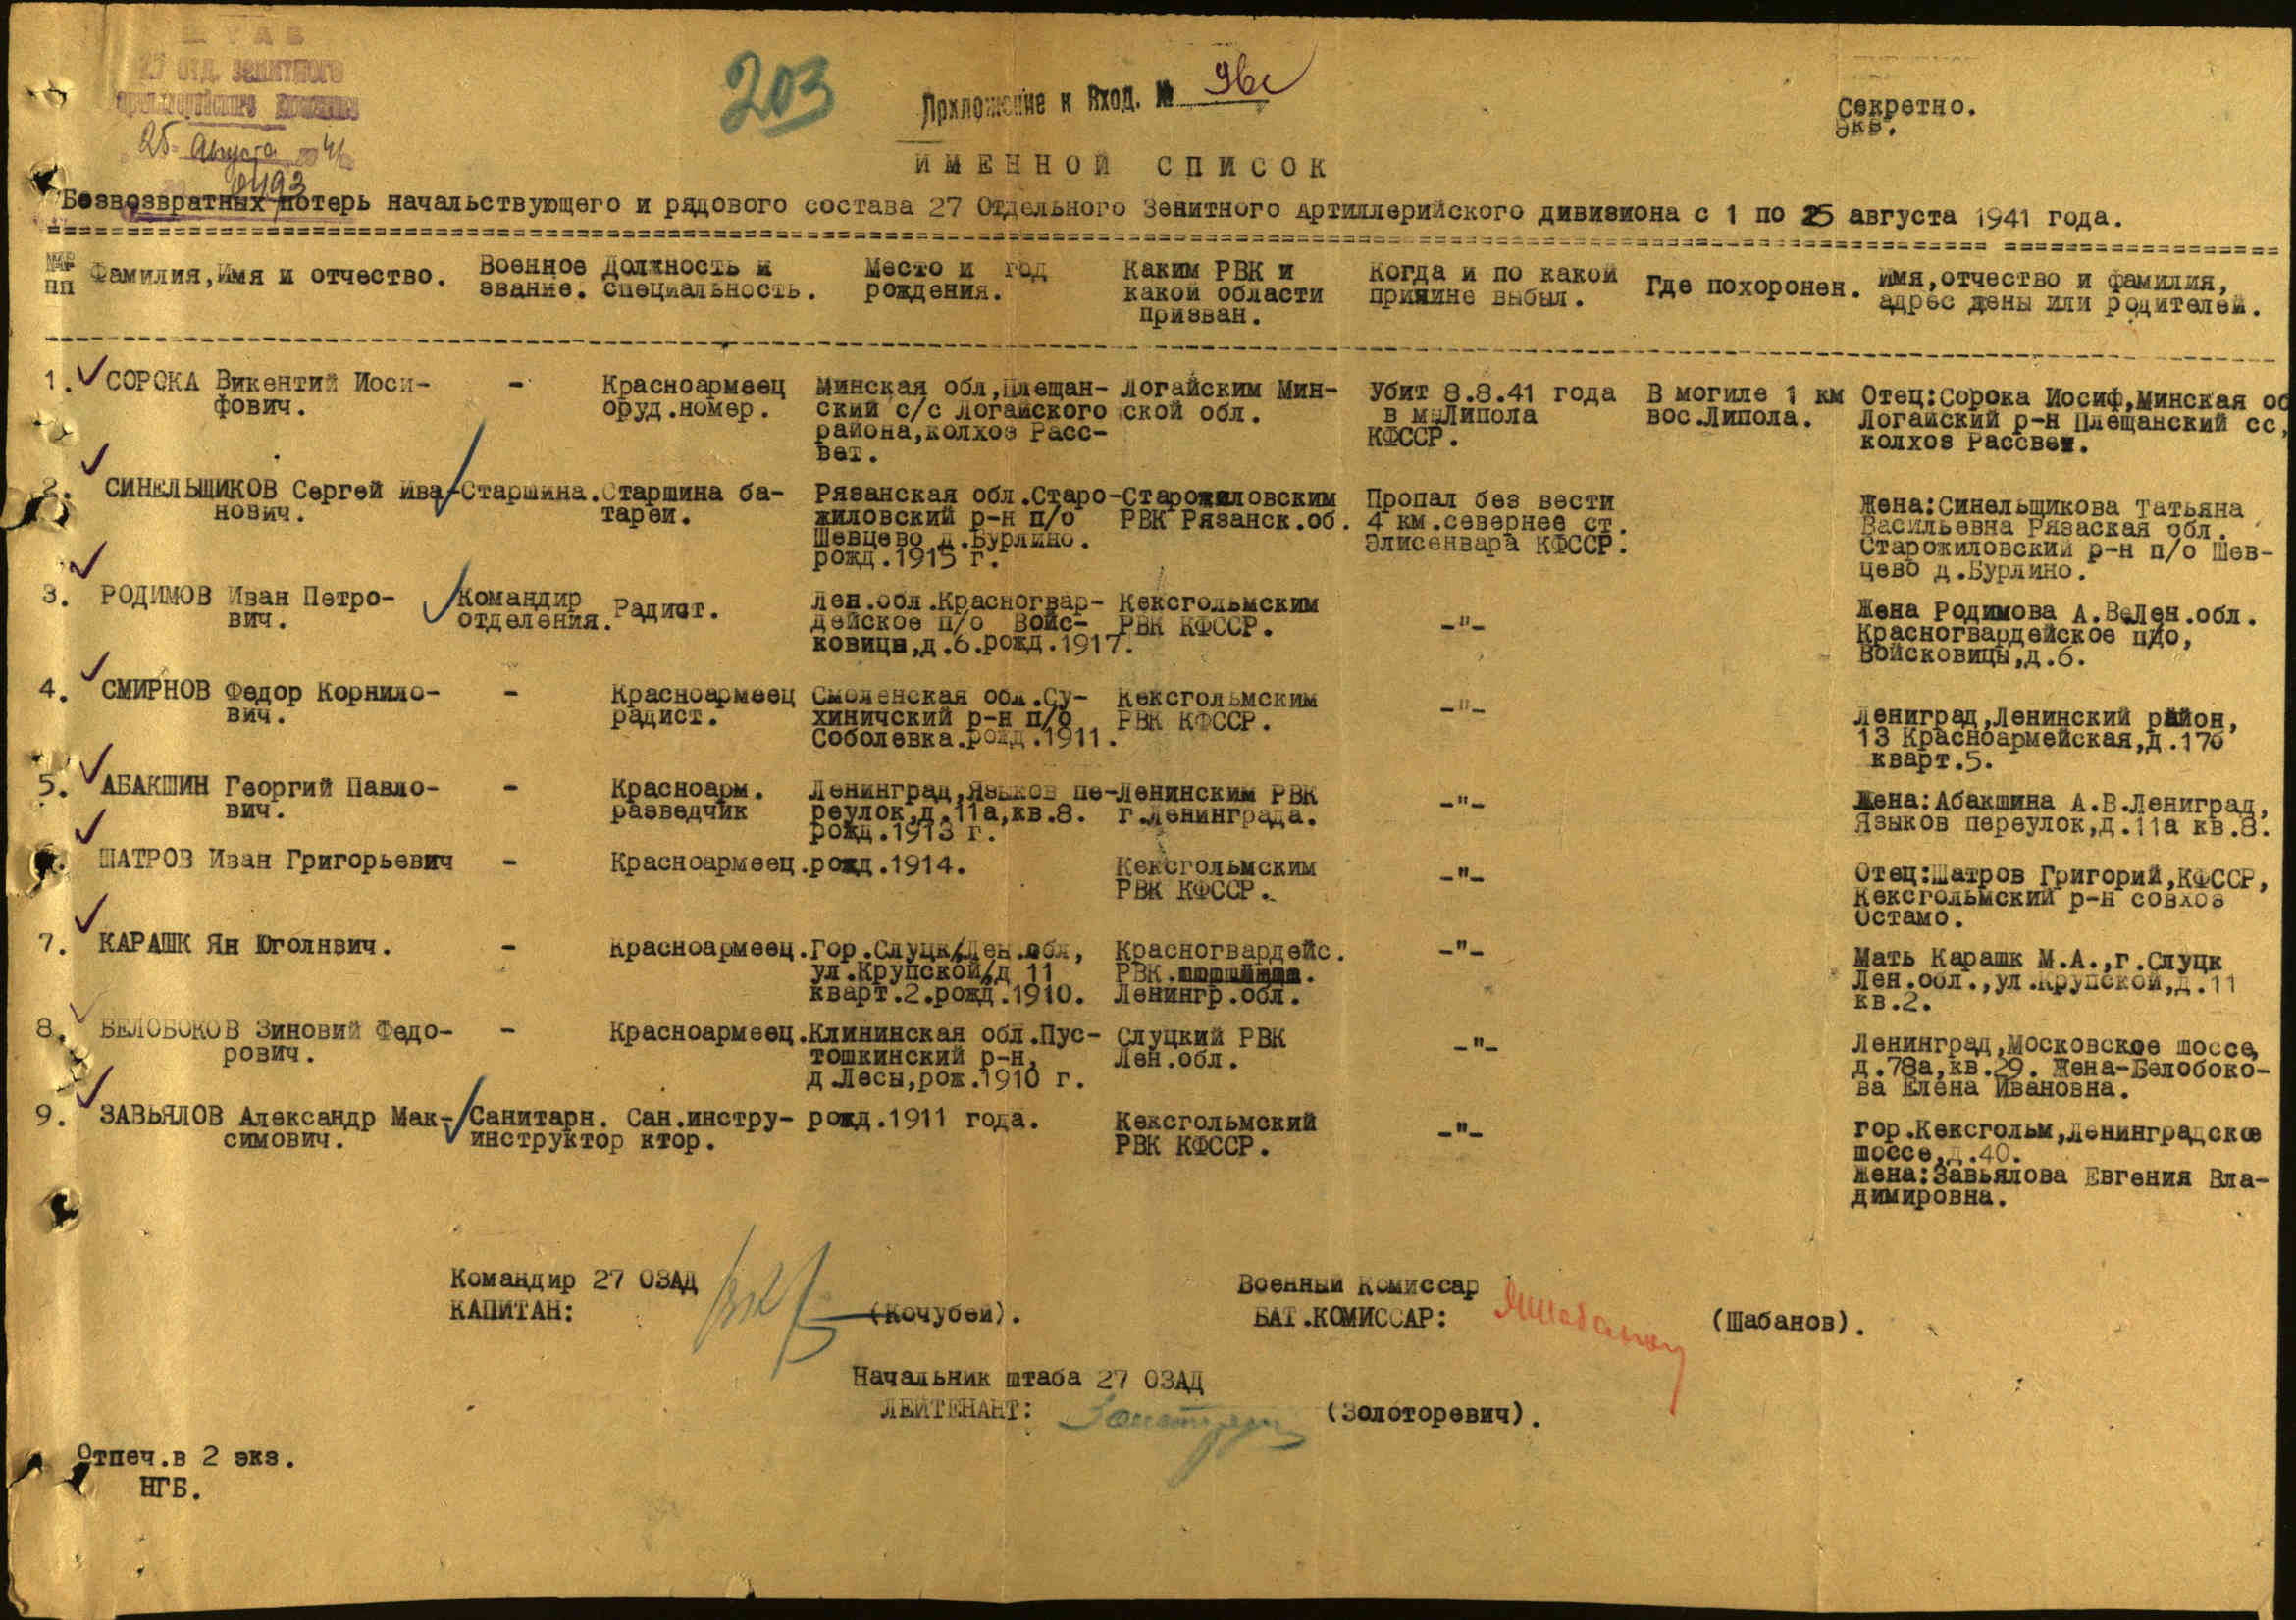 ШТАБ
27 отд. зенитного
артиллерийского дивизиона
25 августа 41
0493
203
Приложение к Вход. № 96с
Секретно.
экз.
ИМЕННОЙ СПИСОК
Безвозвратных потерь начальствующего и рядового состава 27 Отдельного Зенитного Артиллерийского дивизиона с 1 по 25 августа 1941 года.
№№ пп Фамилия,Имя и отчество. Военное звание. Должность и специальность. Место и год рождения. Каким РВК и какой области призван. Когда и по какой причине выбыл. Где похоронен. Имя,отчество и фамилия, адрес жены или родителей.
1. СОРОКА Викентий Иоси- - Красноармеец Минская обл,Плещан- Логайским Мин- Убит 8.8.41 года В могиле 1 км Отец:Сорока Иосиф,Минская об
фович. оруд.номер. ский с/с Логайского ской обл. в м.Липола вос.Липола. Логайский р-н Плещанский сс,
района,колхоз Расс- КФССР. колхоз Рассвет.
вет.
2. СИНЕЛЬЩИКОВ Сергей Ива- Старшина. Старшина ба- Рязанская обл.Старо- Старожиловским Пропал без вести Жена:Синельщикова Татьяна
нович. тареи. жиловский р-н п/о РВК Рязанск.об. 4 км.севернее ст. Васильевна Рязаская обл.
Шевцево д.Бурлино. Элисенвара КФССР. Старожиловский р-н п/о Шев-
рожд.1915 г. цево д.Бурлино.
3. РОДИМОВ Иван Петро- Командир Радист. Лен.обл.Красногвар- Кексгольмским -"- Жена Родимова А.В.Лен.обл.
вич. отделения. дейское п/о Войс- РВК КФССР. Красногвардейское п/о,
ковицы,д.6.рожд.1917. Войсковицы,д.6.
4. СМИРНОВ Федор Корнило- - Красноармеец Смоленская обл.Су- Кексгольмским -"- Лениград,Ленинский район,
вич. радист. хиничский р-н п/о РВК КФССР. 13 Красноармейская,д.17б
Соболевка.рожд.1911. кварт.5.
5. АБАКШИН Георгий Павло- - Красноарм. Ленинград,Языков пе- Ленинским РВК -"- Жена:Абакшина А.В.Лениград,
вич. разведчик реулок,д.11а,кв.8. г.Ленинграда. Языков переулок,д.11а кв.8.
рожд.1913 г.
ШАТРОВ Иван Григорьевич - Красноармеец. рожд.1914. Кексгольмским -"- Отец:Шатров Григорий,КФССР,
РВК КФССР. Кексгольмский р-н совхоз
Остамо.
7. КАРАШК Ян Юголнвич. - Красноармеец. Гор.Слуцк,Лен.обл, Красногвардейс. -"- Мать Карашк М.А.,г.Слуцк
ул.Крупской,д 11 РВК. Лен.обл.,ул.Крупской,д.11
кварт.2.рожд.1910. Ленингр.обл. кв.2.
8. БЕЛОБОКОВ Зиновий Федо- - Красноармеец. Клининская обл.Пус- Слуцкий РВК -"- Ленинград,Московское шоссе,
рович. тошкинский р-н, Лен.обл. д.78а,кв.29. Жена-Белобоко-
д.Лесы,рож.1910 г. ва Елена Ивановна.
9. ЗАВЬЯЛОВ Александр Мак- Санитарн. Сан.инстру- рожд.1911 года. Кексгольмский -"- гор.Кексгольм,Ленинградское
симович. инструктор ктор. РВК КФССР. шоссе,д.40.
Жена:Завьялова Евгения Вла-
димировна.
Командир 27 ОЗАД Военный Комиссар
КАПИТАН: (Кочубей). БАТ.КОМИССАР: (Шабанов).
Начальник штаба 27 ОЗАД
ЛЕЙТЕНАНТ: (Золоторевич).
Отпеч.в 2 экз.
НГБ.